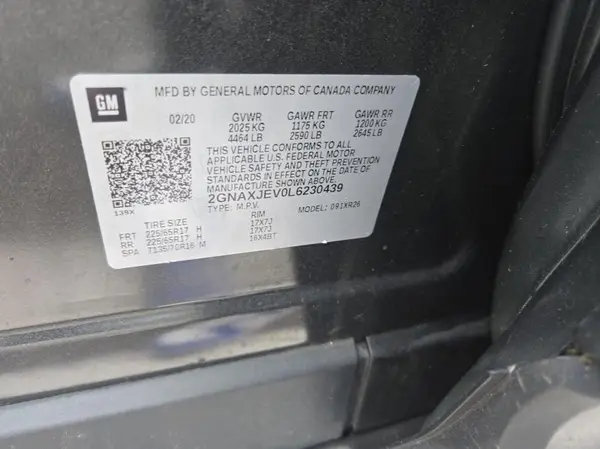 GM
MFD BY GENERAL MOTORS OF CANADA COMPANY
02/20 GVWR GAWR FRT GAWR RR
2025 KG 1175 KG 1200 KG
4464 LB 2590 LB 2645 LB
THIS VEHICLE CONFORMS TO ALL
APPLICABLE U.S. FEDERAL MOTOR
VEHICLE SAFETY AND THEFT PREVENTION
STANDARDS IN EFFECT ON THE DATE OF
MANUFACTURE SHOWN ABOVE.
2GNAXJEV0L6230439
TYPE: M.P.V. MODEL: 091XR26
139X
TIRE SIZE RIM
FRT 225/65R17 H 17X7J
RR 225/65R17 H 17X7J
SPA T135/70R16 M 16X4BT